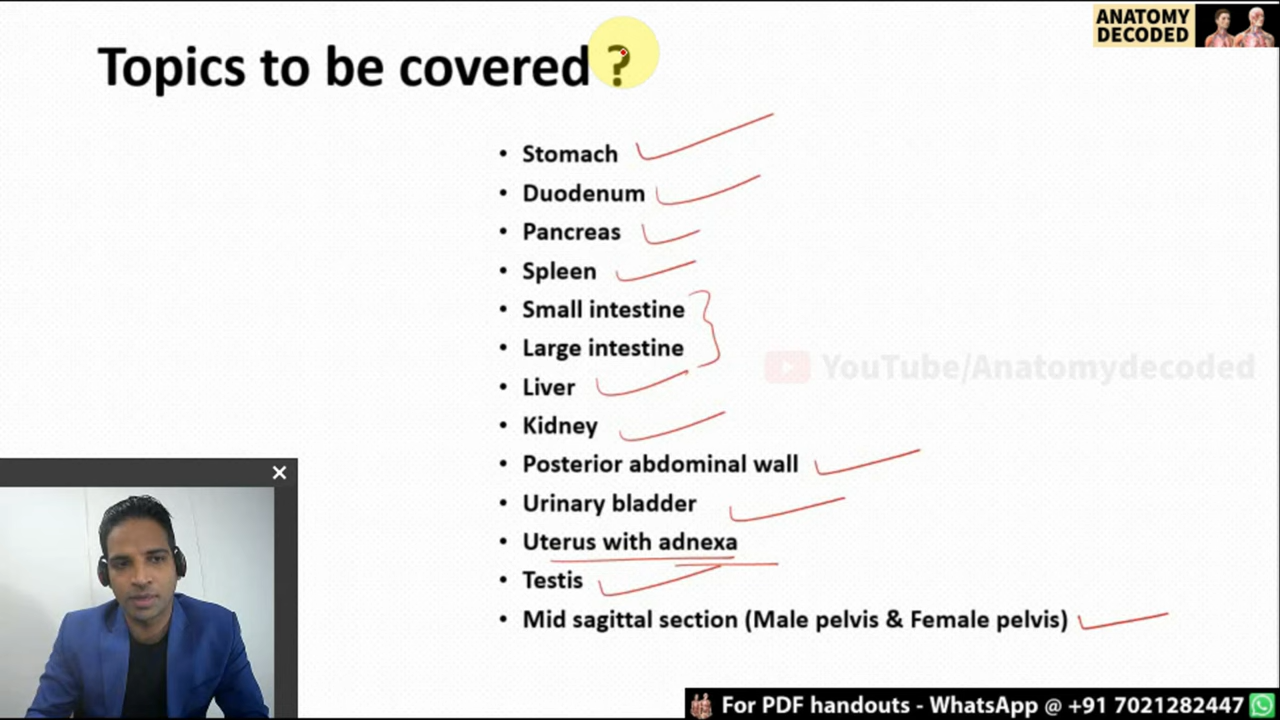 ANATOMY
DECODED
Topics to be covered ?
• Stomach
• Duodenum
• Pancreas
• Spleen
• Small intestine
• Large intestine
• Liver
• Kidney
• Posterior abdominal wall
• Urinary bladder
• Uterus with adnexa
• Testis
• Mid sagittal section (Male pelvis & Female pelvis)
YouTube/Anatomydecoded
For PDF handouts - WhatsApp @ +91 7021282447